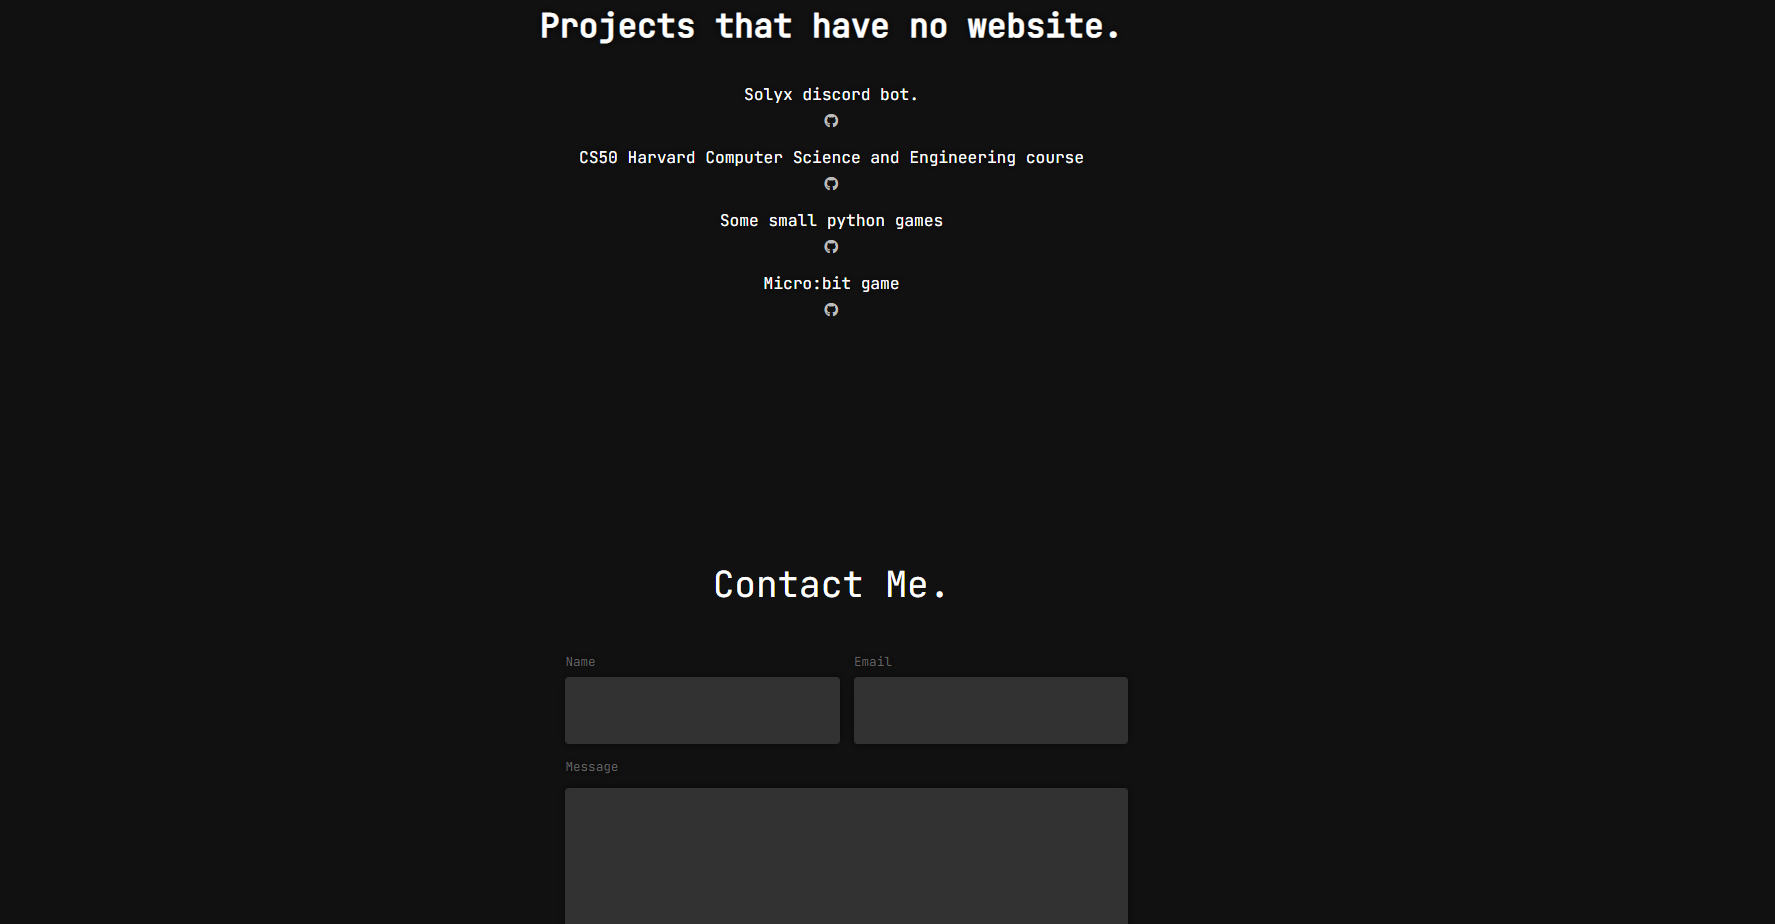 Projects that have no website.
Solyx discord bot.
CS50 Harvard Computer Science and Engineering course
Some small python games
Micro:bit game
Contact Me.
Name Email
Message